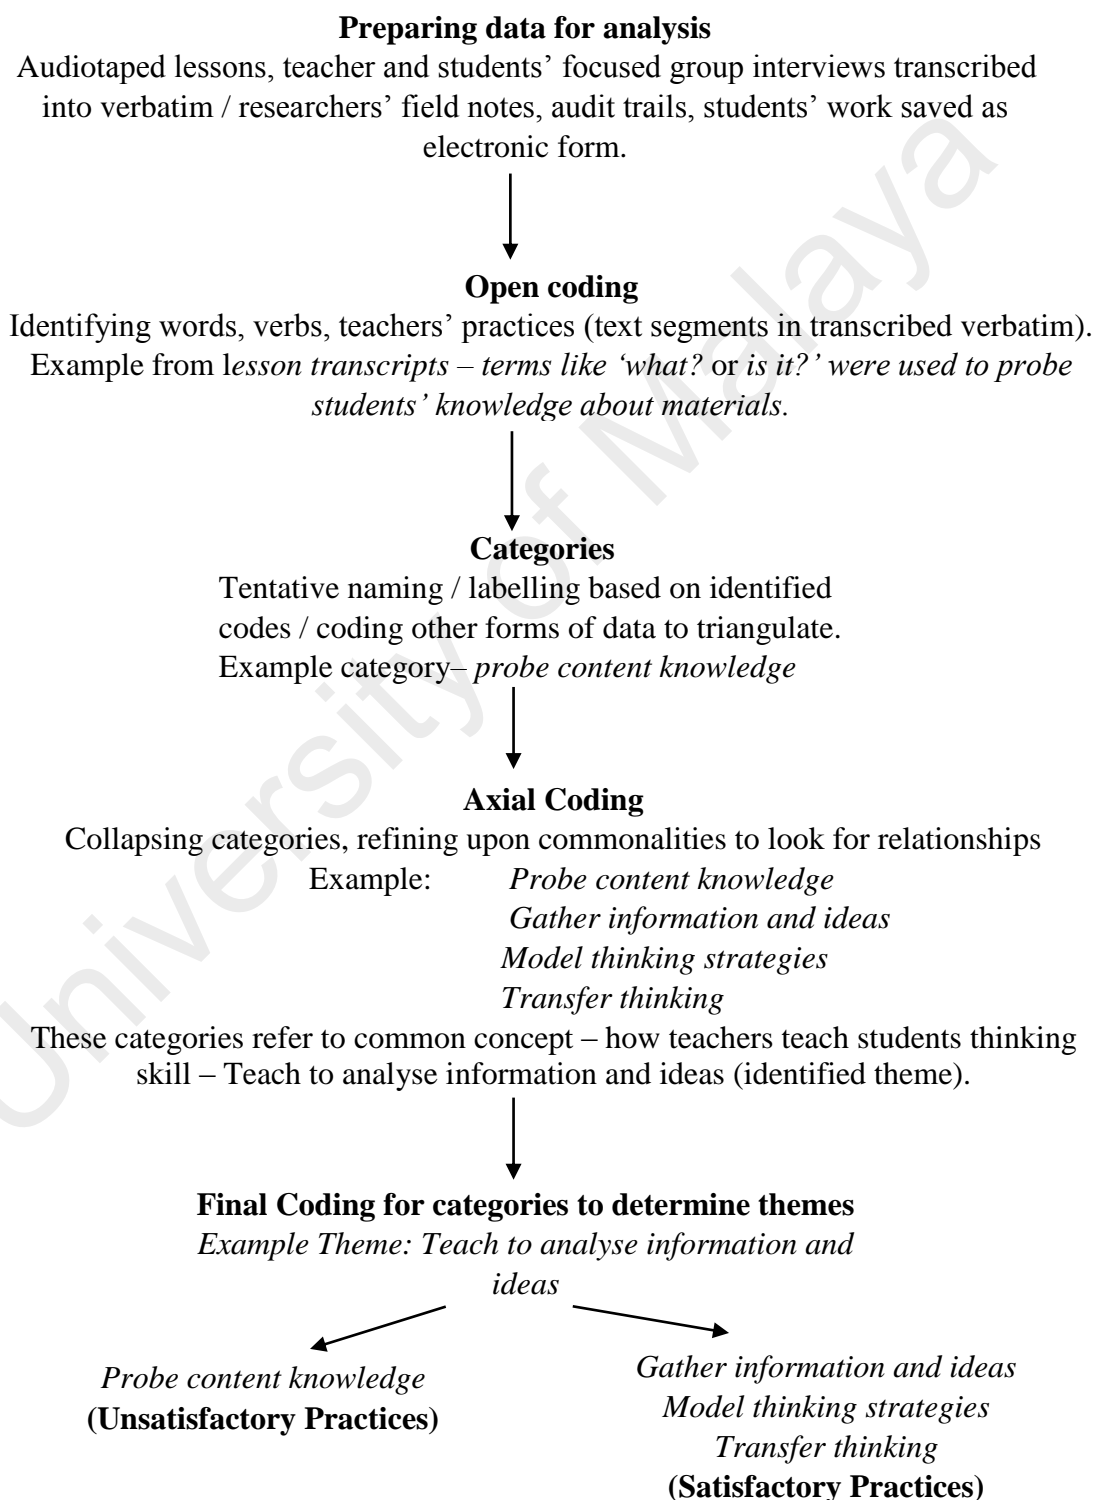 Preparing data for analysis
Audiotaped lessons, teacher and students’ focused group interviews transcribed
into verbatim / researchers’ field notes, audit trails, students’ work saved as
electronic form.
Open coding
Identifying words, verbs, teachers’ practices (text segments in transcribed verbatim).
Example from lesson transcripts – terms like ‘what? or is it?’ were used to probe
students’ knowledge about materials.
Categories
Tentative naming / labelling based on identified
codes / coding other forms of data to triangulate.
Example category– probe content knowledge
Axial Coding
Collapsing categories, refining upon commonalities to look for relationships
Example: Probe content knowledge
Gather information and ideas
Model thinking strategies
Transfer thinking
These categories refer to common concept – how teachers teach students thinking
skill – Teach to analyse information and ideas (identified theme).
Final Coding for categories to determine themes
Example Theme: Teach to analyse information and
ideas
Probe content knowledge
(Unsatisfactory Practices)
Gather information and ideas
Model thinking strategies
Transfer thinking
(Satisfactory Practices)
University of Malaya